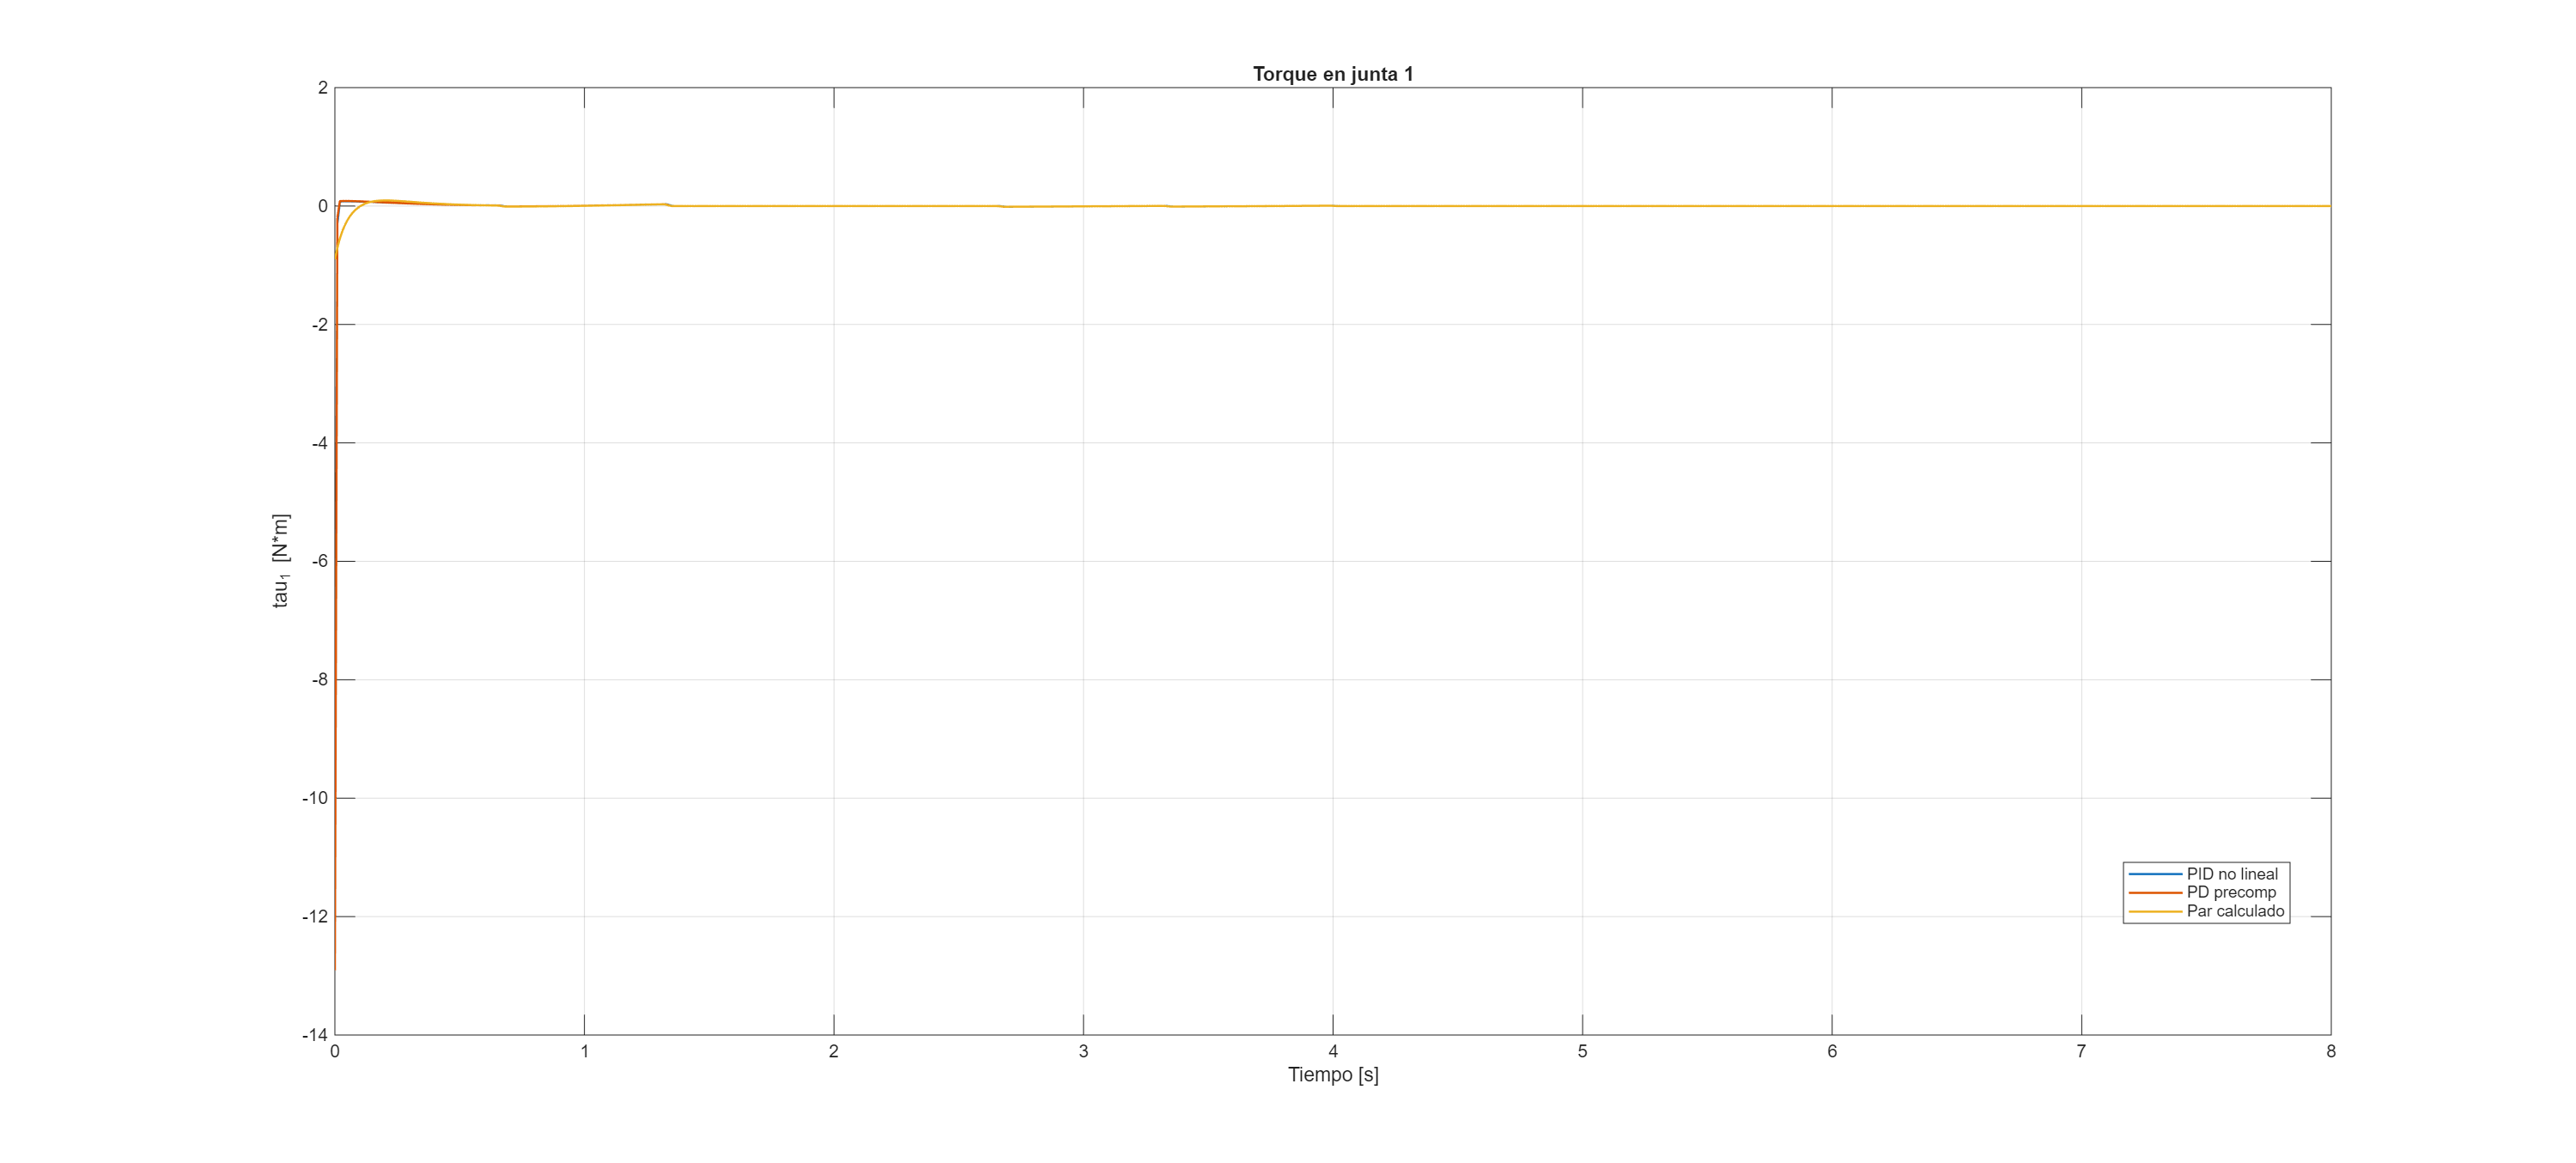 Torque en junta 1
2
0
-2
-4
-6
-8
-10
-12
-14
tau₁ [N*m]
0 1 2 3 4 5 6 7 8
Tiempo [s]
PID no lineal
PD precomp
Par calculado